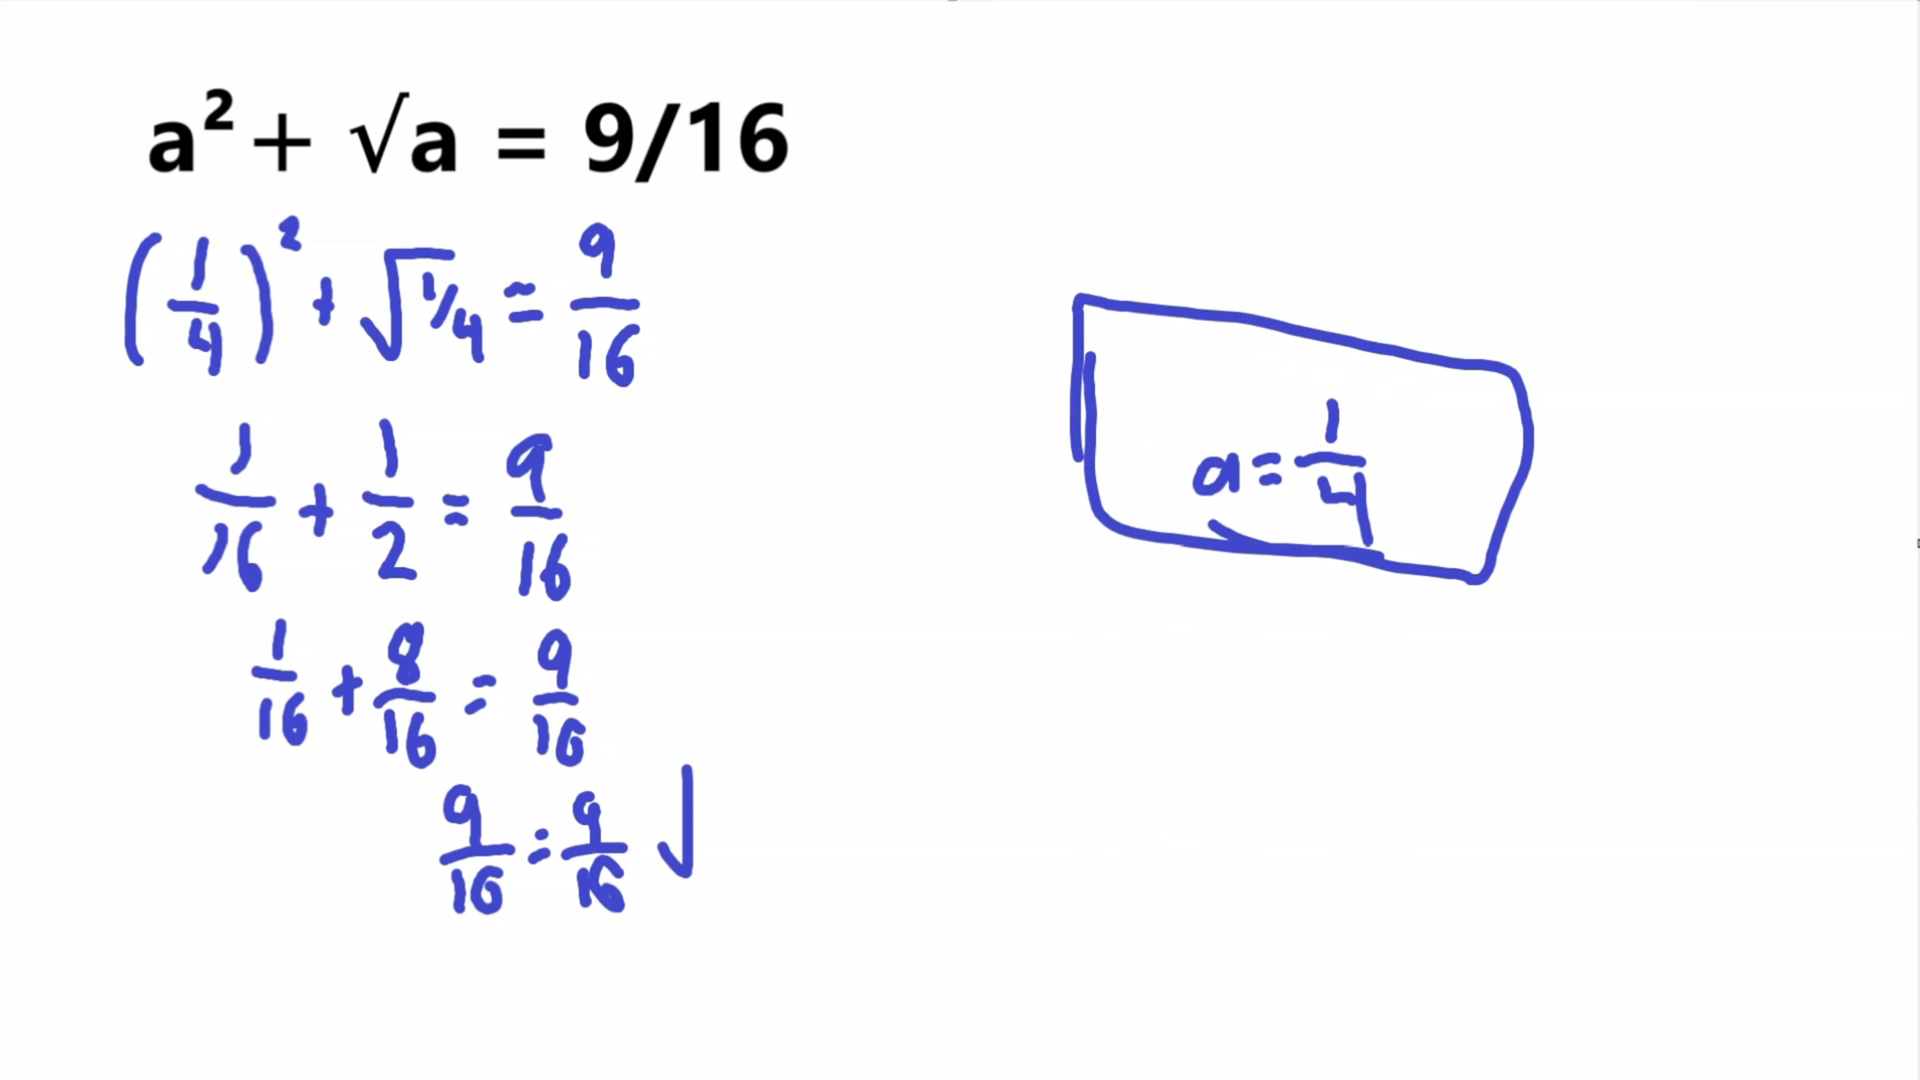 a² + √a = 9/16
(1/4)² + √1/4 = 9/16
1/16 + 1/2 = 9/16
1/16 + 8/16 = 9/16
9/16 = 9/16 √
a = 1/4